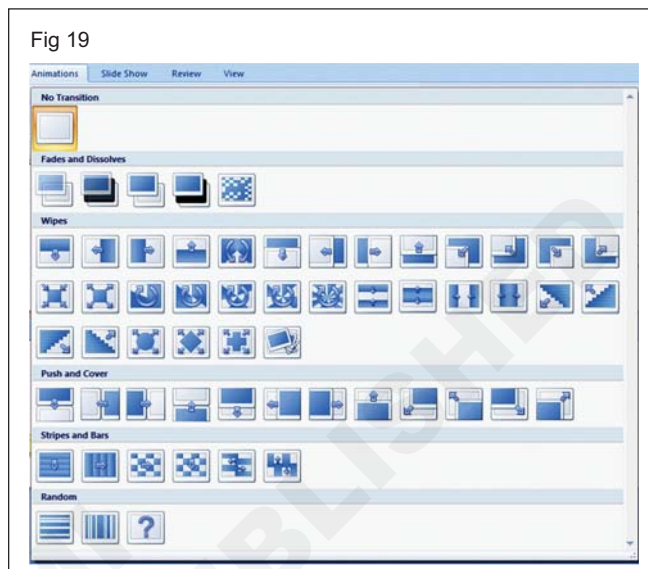 Fig 19
Animations Slide Show Review View
No Transition
Fades and Dissolves
Wipes
Push and Cover
Stripes and Bars
Random
?
BLISHED